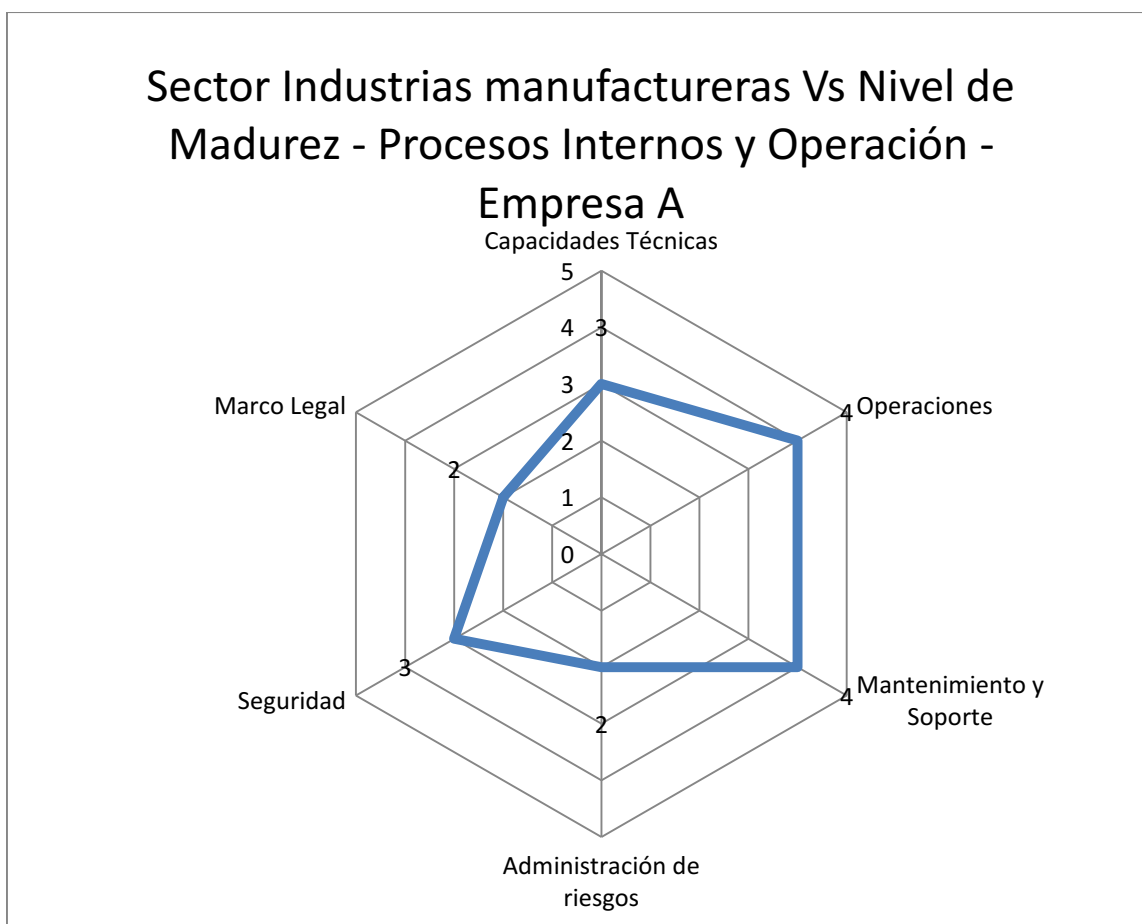 Sector Industrias manufactureras Vs Nivel de
Madurez - Procesos Internos y Operación -
Empresa A
Capacidades Técnicas
5
4 3
3
2
1
0
Marco Legal
2
4 Operaciones
Seguridad
3
4 Mantenimiento y
Soporte
2
Administración de
riesgos